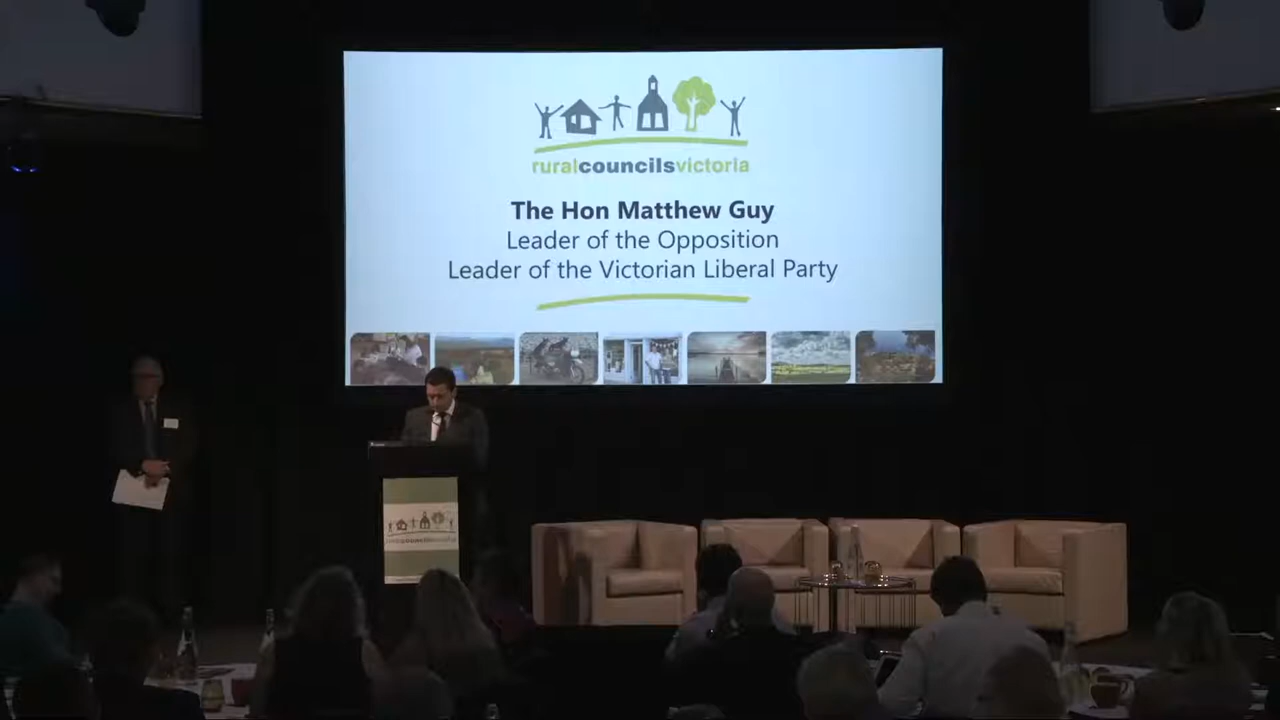 ruralcouncilsvictoria
The Hon Matthew Guy
Leader of the Opposition
Leader of the Victorian Liberal Party